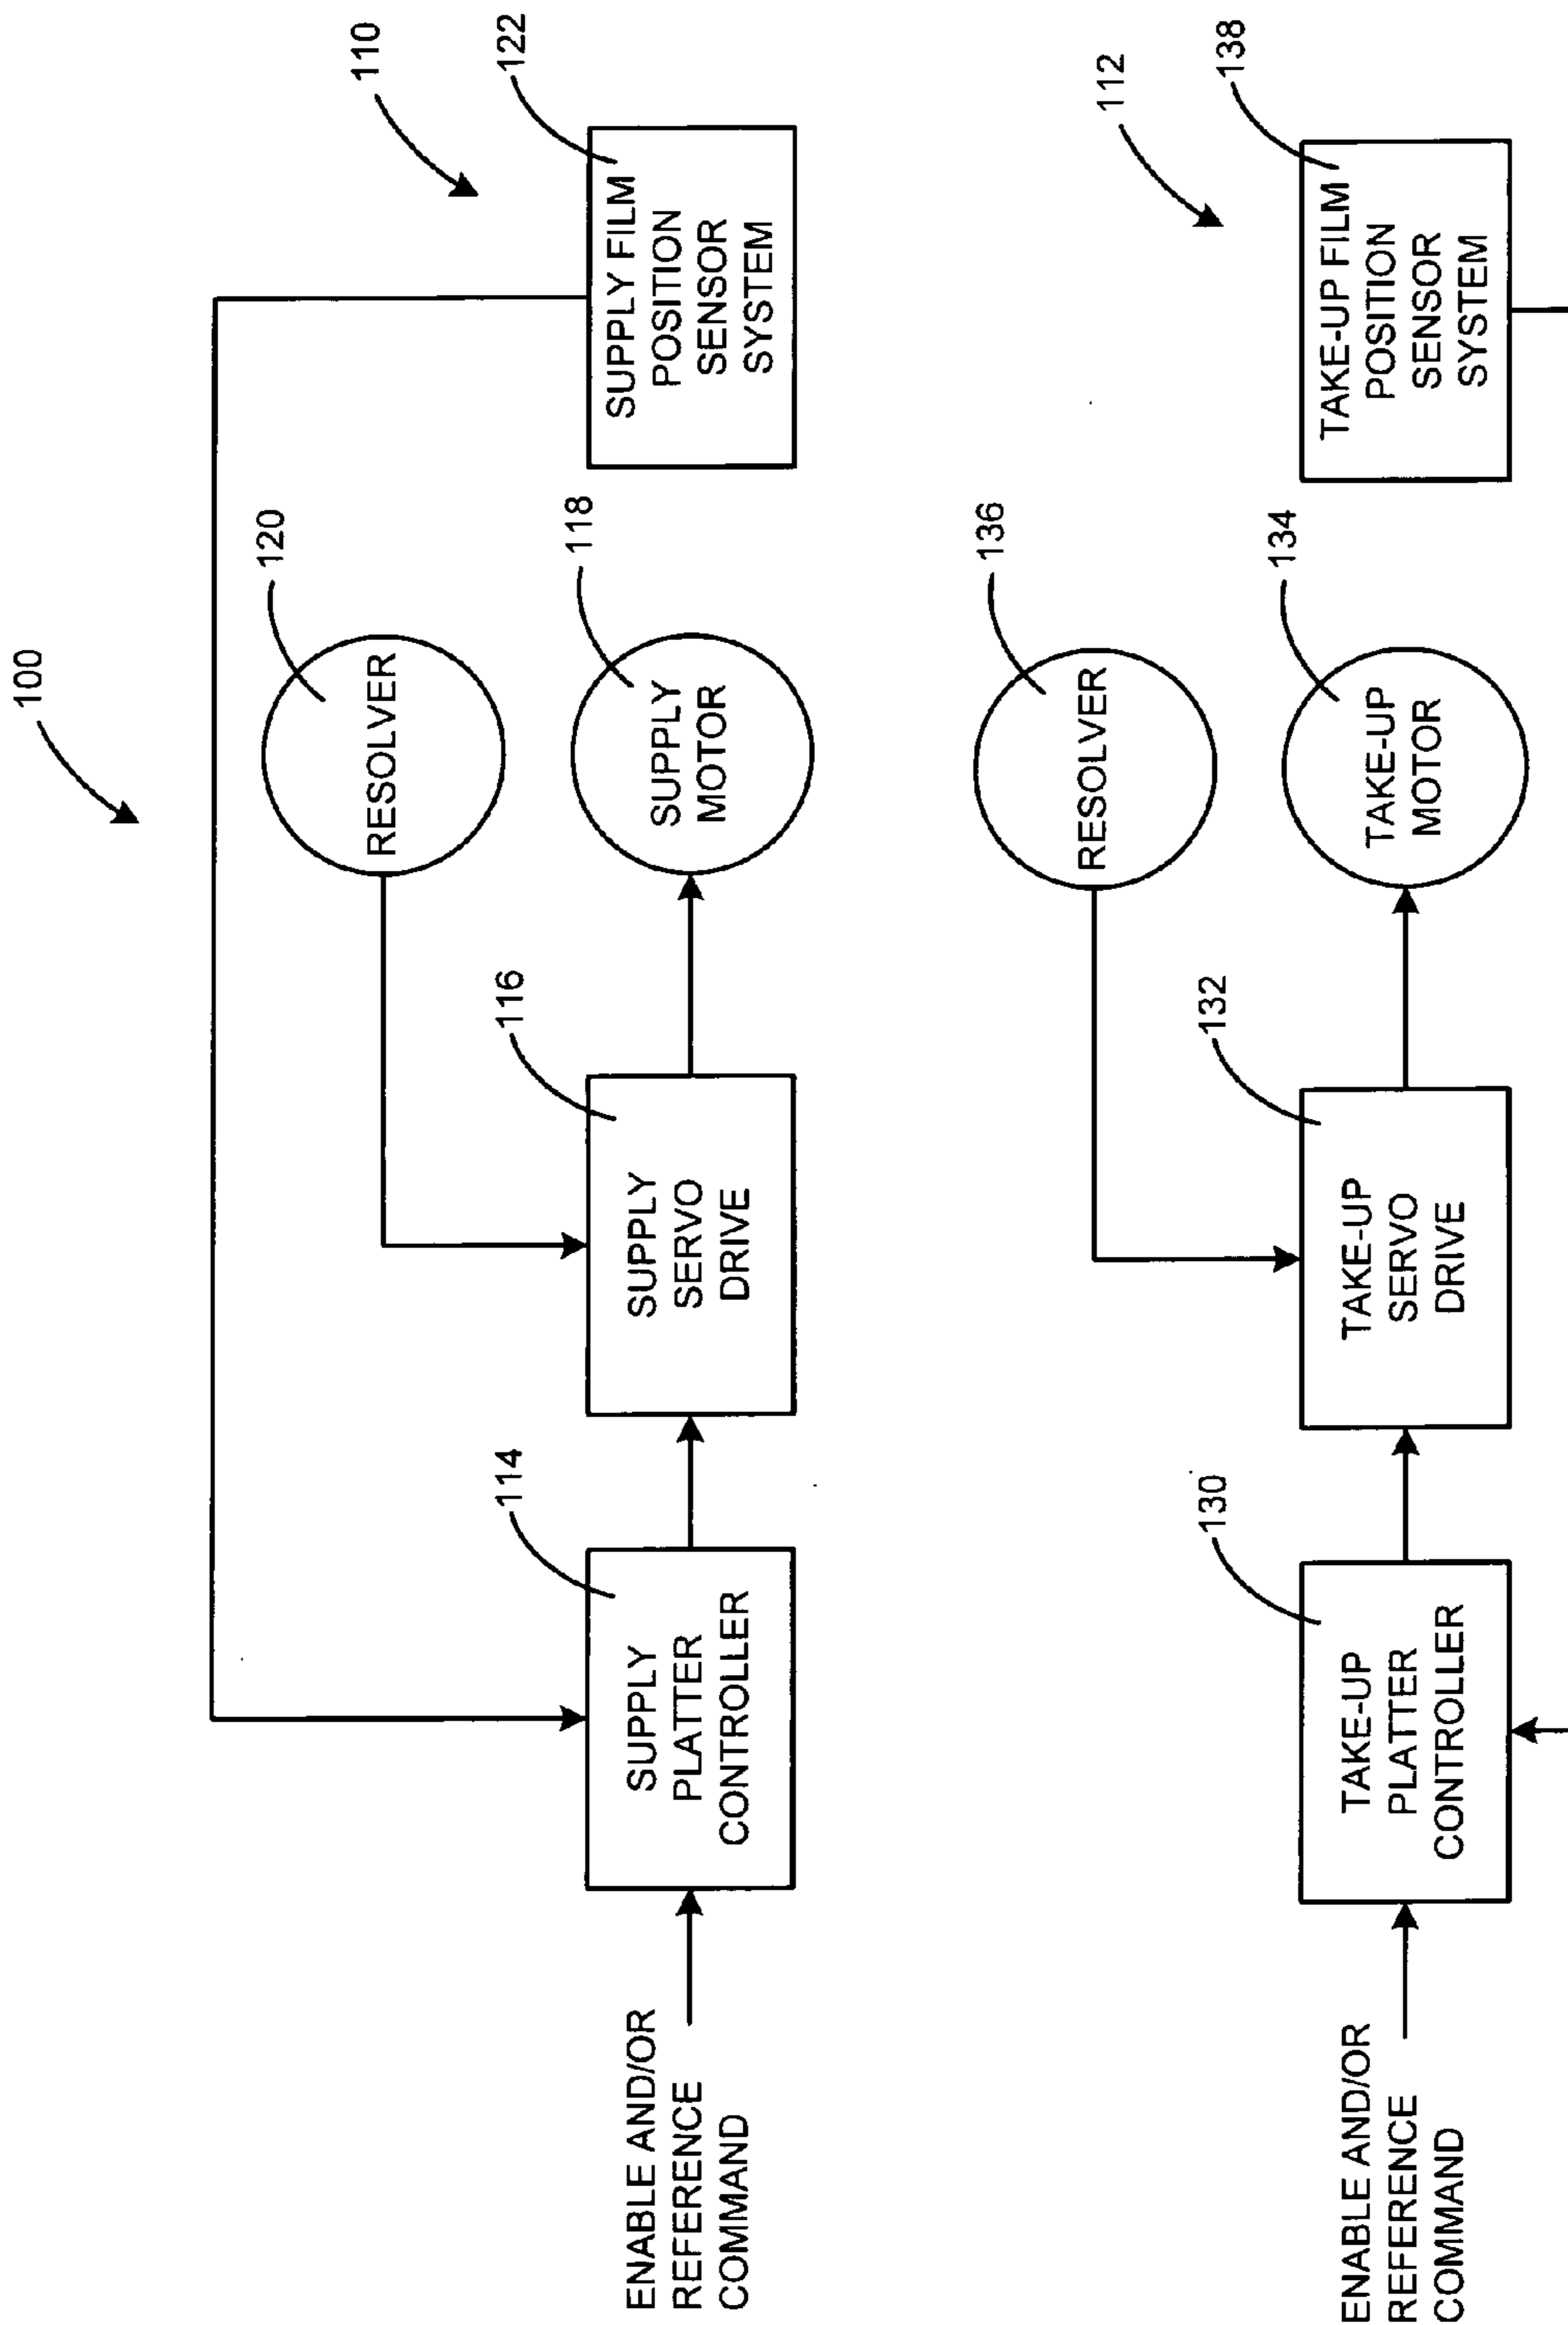 100
110
120
122
RESOLVER
114
116
118
ENABLE AND/OR
REFERENCE
COMMAND
SUPPLY
PLATTER
CONTROLLER
SUPPLY
SERVO
DRIVE
SUPPLY
MOTOR
SUPPLY FILM
POSITION
SENSOR
SYSTEM
112
136
138
RESOLVER
130
132
134
ENABLE AND/OR
REFERENCE
COMMAND
TAKE-UP
PLATTER
CONTROLLER
TAKE-UP
SERVO
DRIVE
TAKE-UP
MOTOR
TAKE-UP FILM
POSITION
SENSOR
SYSTEM